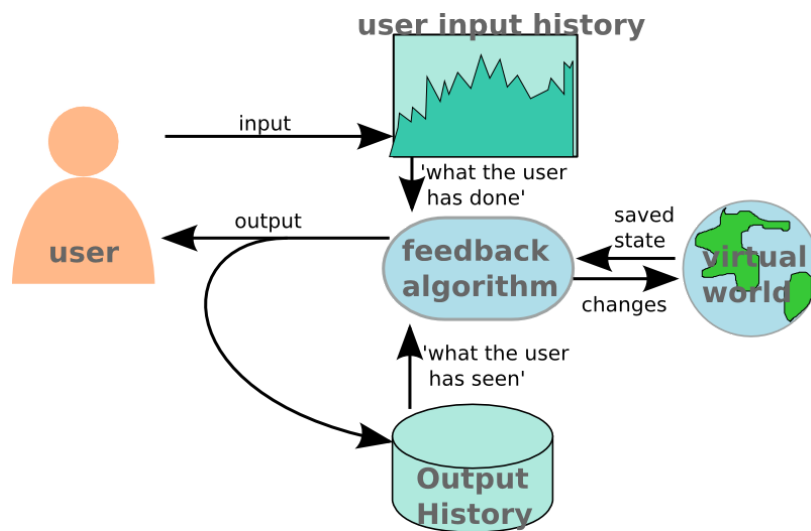 user input history
input
'what the user
has done'
output
user
feedback
algorithm
saved
state
virtual
world
changes
'what the user
has seen'
Output
History